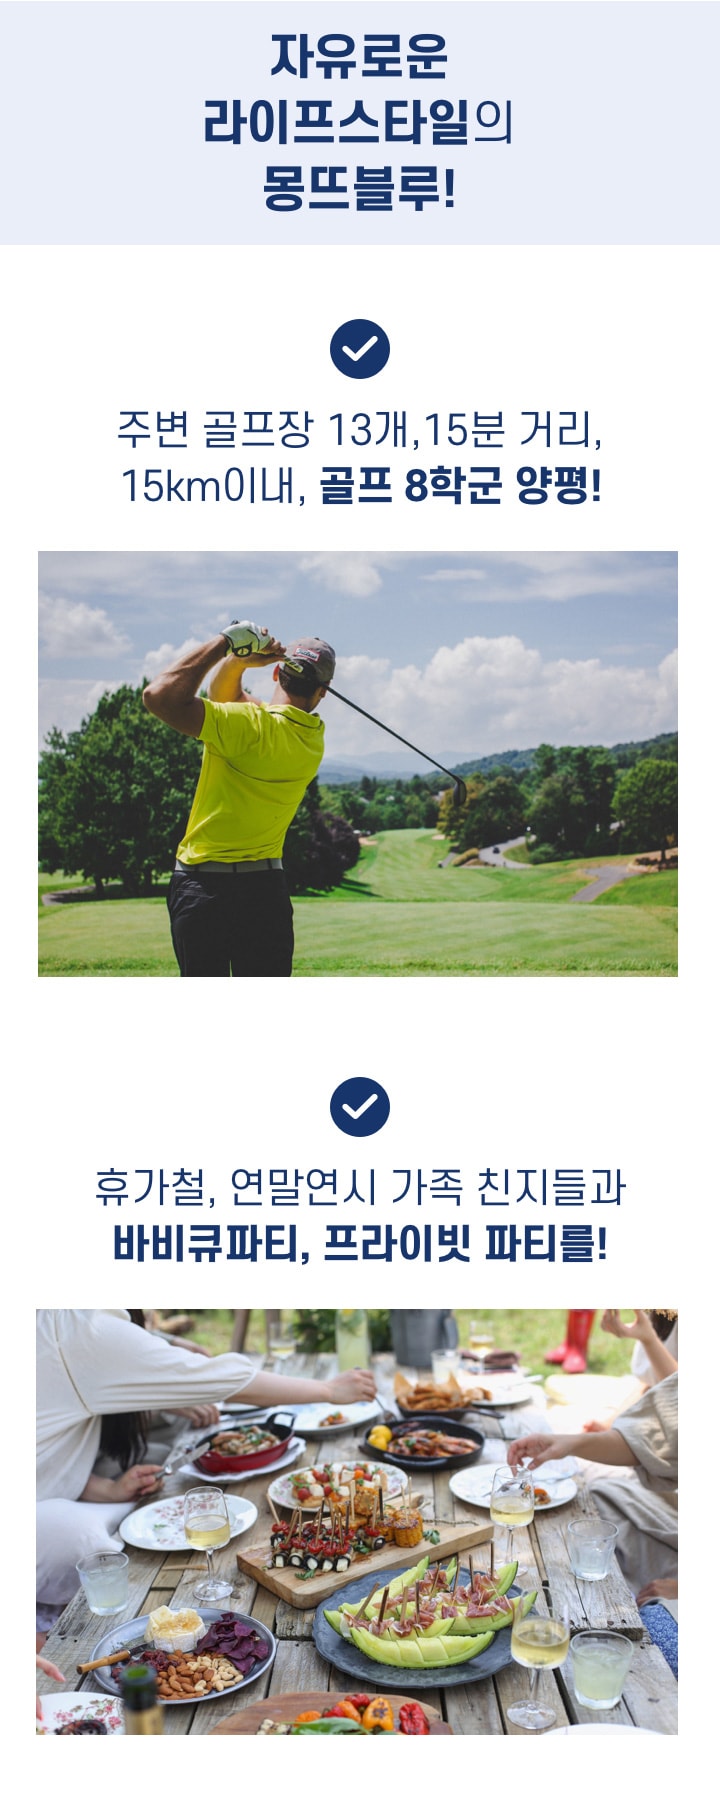 자유로운
라이프스타일의
몽뜨블루!
주변 골프장 13개,15분 거리,
15km이내, 골프 8학군 양평!
휴가철, 연말연시 가족 친지들과
바비큐파티, 프라이빗 파티를!